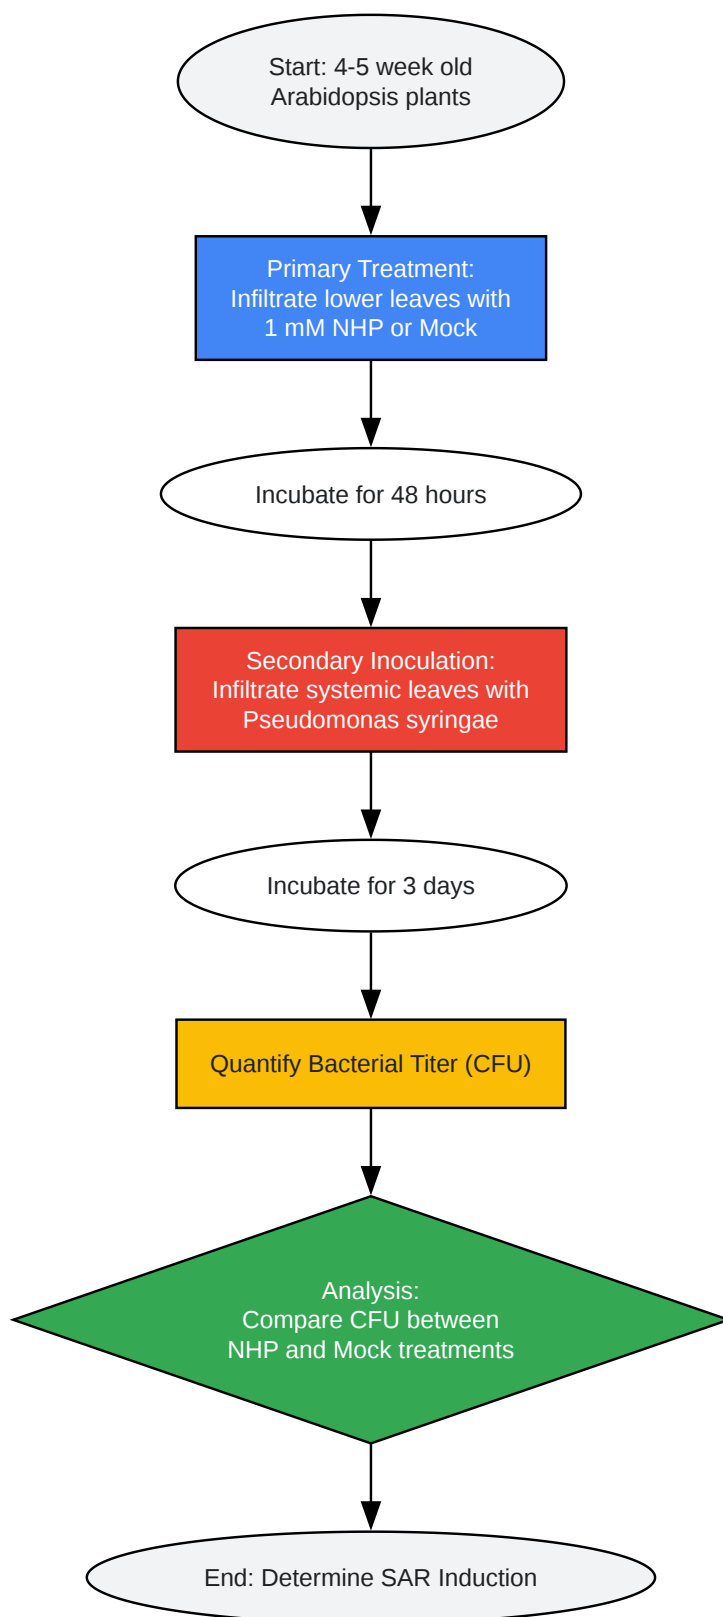 Start: 4-5 week old
Arabidopsis plants
Primary Treatment:
Infiltrate lower leaves with
1 mM NHP or Mock
Incubate for 48 hours
Secondary Inoculation:
Infiltrate systemic leaves with
Pseudomonas syringae
Incubate for 3 days
Quantify Bacterial Titer (CFU)
Analysis:
Compare CFU between
NHP and Mock treatments
End: Determine SAR Induction